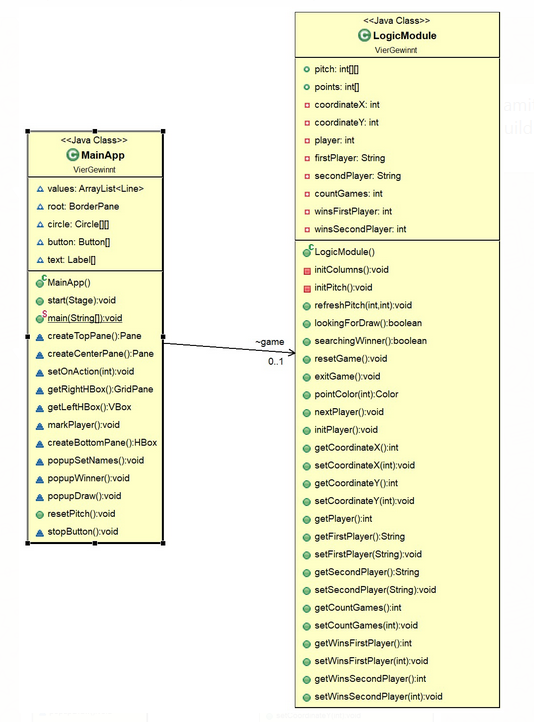 <<Java Class>>
MainApp
VierGewinnt
values: ArrayList<Line>
root: BorderPane
circle: Circle[][]
button: Button[]
text: Label[]
MainApp()
start(Stage):void
main(String[]):void
createTopPane():Pane
createCenterPane():Pane
setOnAction(int):void
getRightHBox():GridPane
getLeftHBox():VBox
markPlayer():void
createBottomPane():HBox
popupSetNames():void
popupWinner():void
popupDraw():void
resetPitch():void
stopButton():void
~game
0..1
<<Java Class>>
LogicModule
VierGewinnt
pitch: int[][]
points: int[]
coordinateX: int
coordinateY: int
player: int
firstPlayer: String
secondPlayer: String
countGames: int
winsFirstPlayer: int
winsSecondPlayer: int
LogicModule()
initColumns():void
initPitch():void
refreshPitch(int,int):void
lookingForDraw():boolean
searchingWinner():boolean
resetGame():void
exitGame():void
pointColor(int):Color
nextPlayer():void
initPlayer():void
getCoordinateX():int
setCoordinateX(int):void
getCoordinateY():int
setCoordinateY(int):void
getPlayer():int
getFirstPlayer():String
setFirstPlayer(String):void
getSecondPlayer():String
setSecondPlayer(String):void
getCountGames():int
setCountGames(int):void
getWinsFirstPlayer():int
setWinsFirstPlayer(int):void
getWinsSecondPlayer():int
setWinsSecondPlayer(int):void